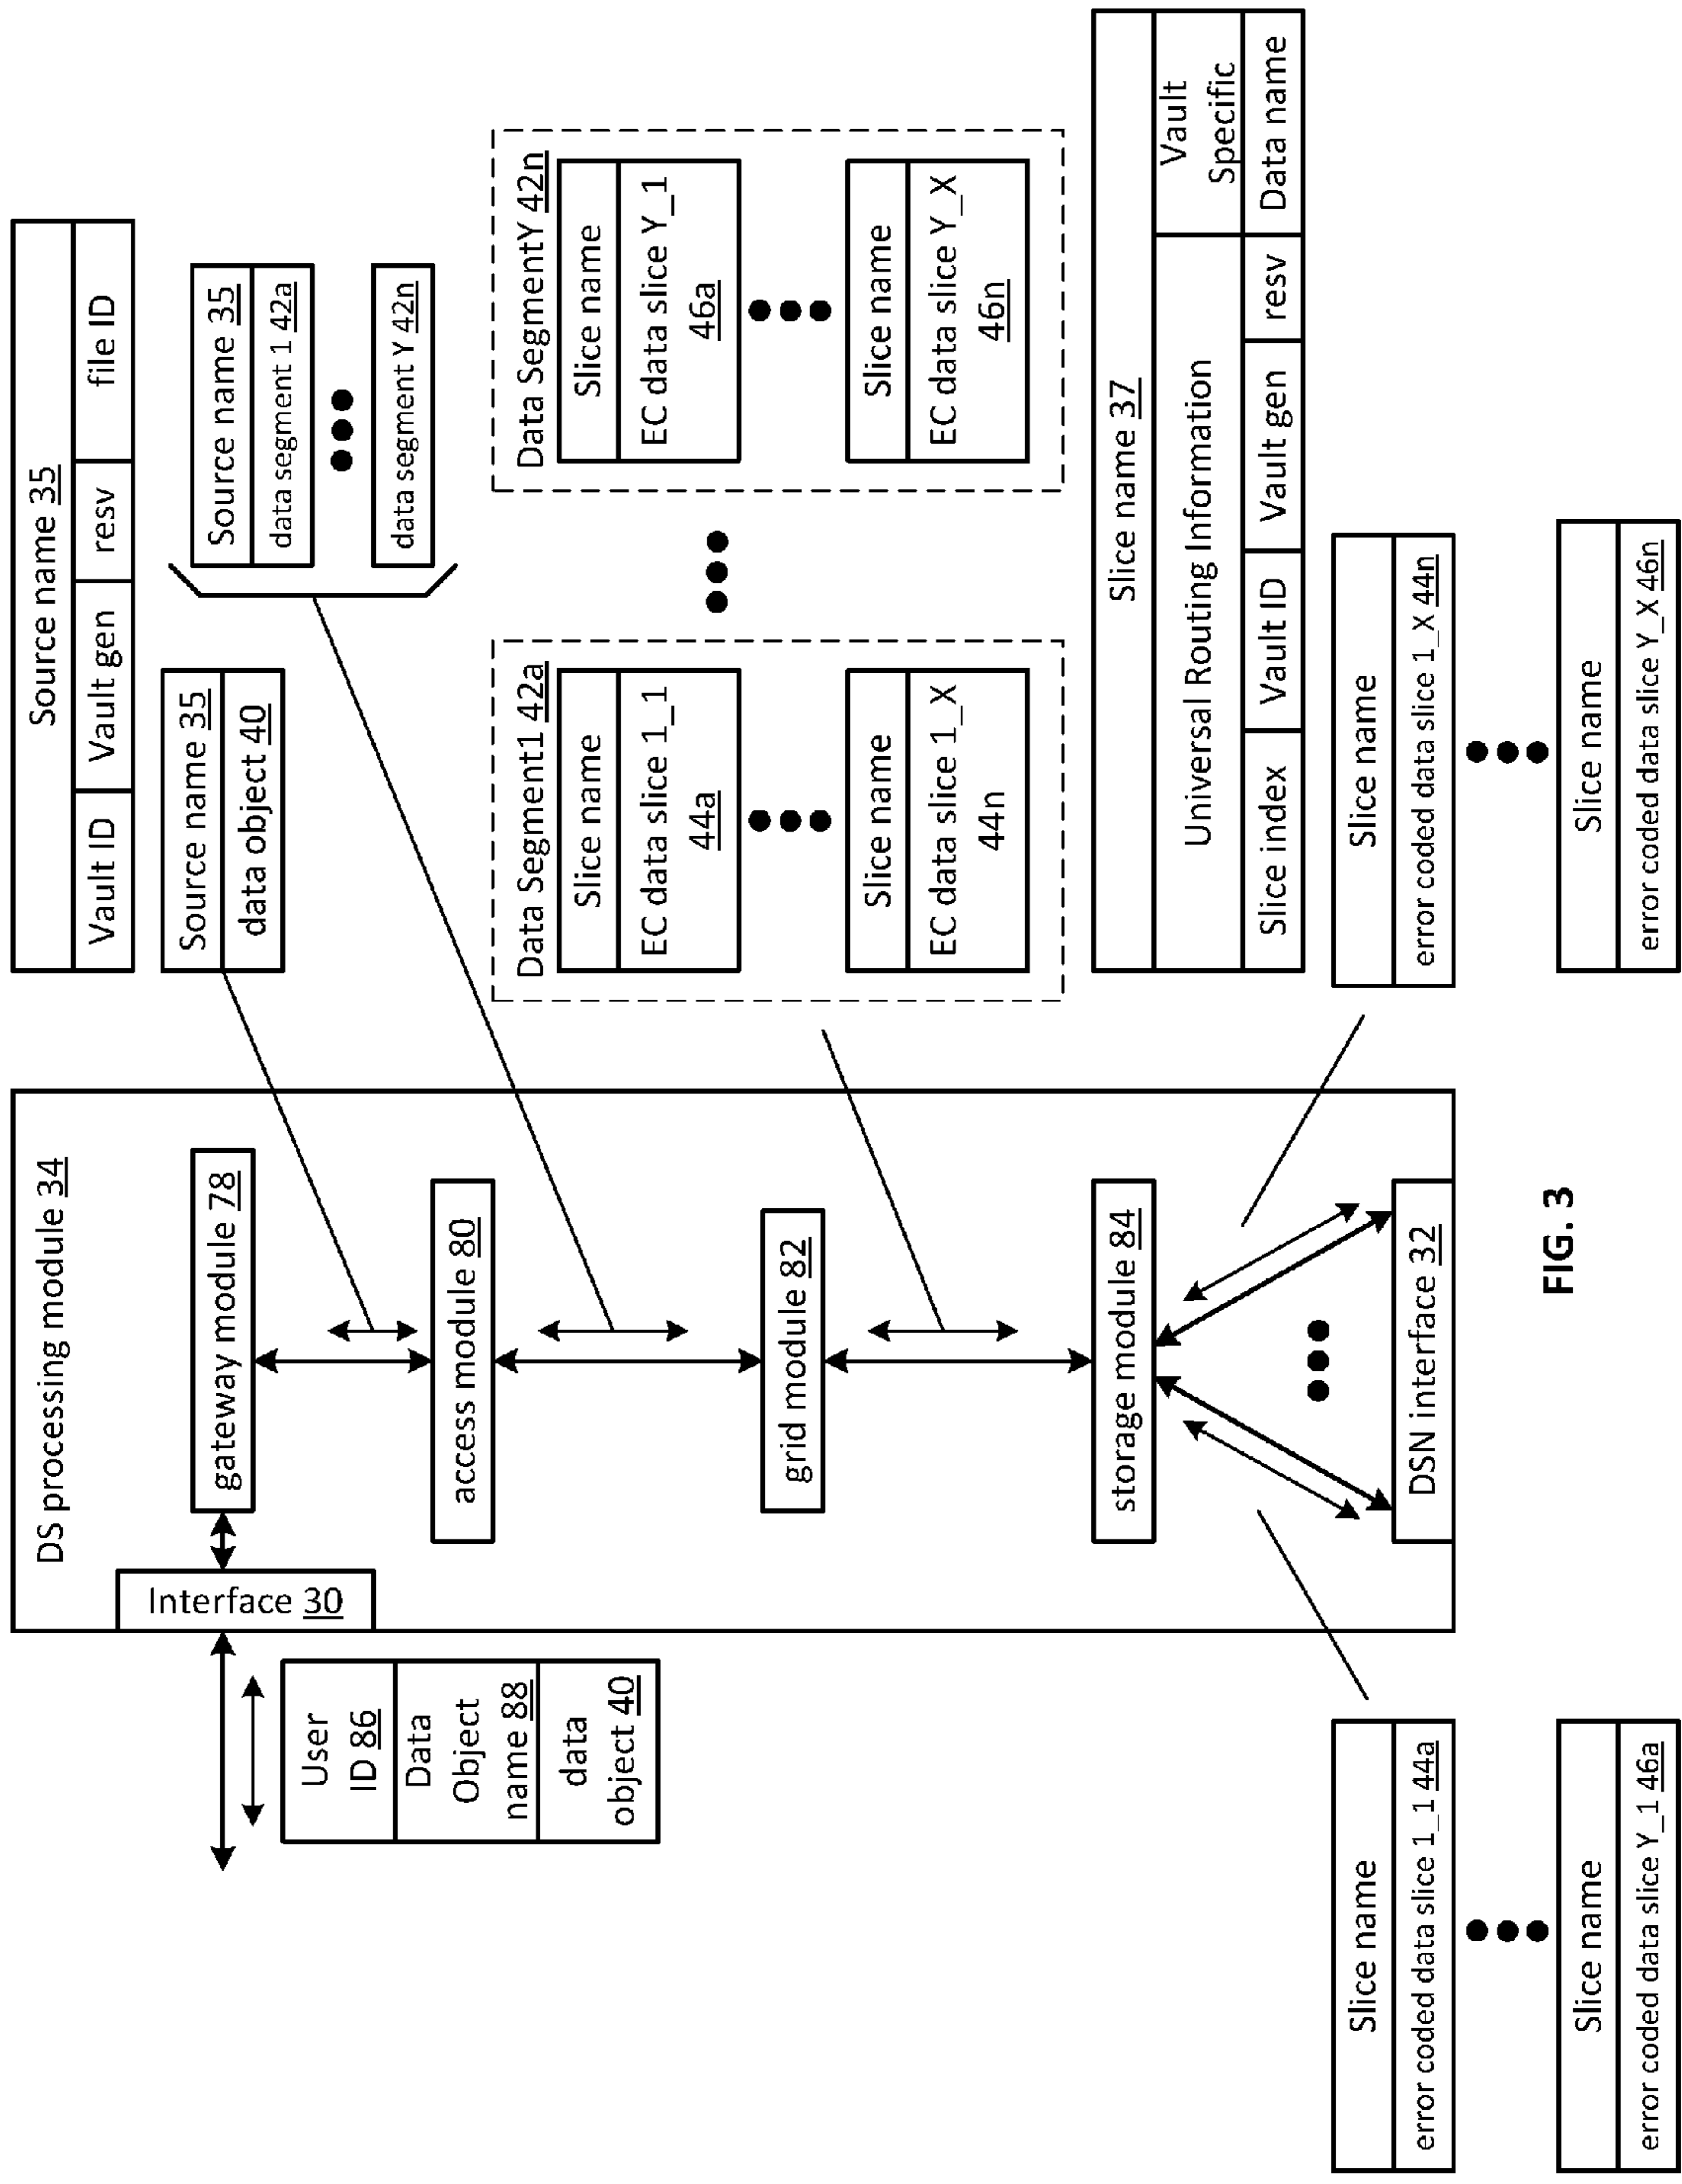 DS processing module 34
Interface 30
gateway module 78
access module 80
grid module 82
storage module 84
DSN interface 32
User
ID 86
Data
Object
name 88
data
object 40
Source name 35
Vault ID
Vault gen
resv
file ID
Source name 35
data object 40
Source name 35
data segment 1 42a
data segment Y 42n
Data Segment1 42a
Slice name
EC data slice 1_1
44a
Slice name
EC data slice 1_X
44n
Data SegmentY 42n
Slice name
EC data slice Y_1
46a
Slice name
EC data slice Y_X
46n
Slice name 37
Universal Routing Information
Vault
Specific
Slice index
Vault ID
Vault gen
resv
Data name
Slice name
error coded data slice 1_1 44a
Slice name
error coded data slice Y_1 46a
Slice name
error coded data slice 1_X 44n
Slice name
error coded data slice Y_X 46n
FIG. 3